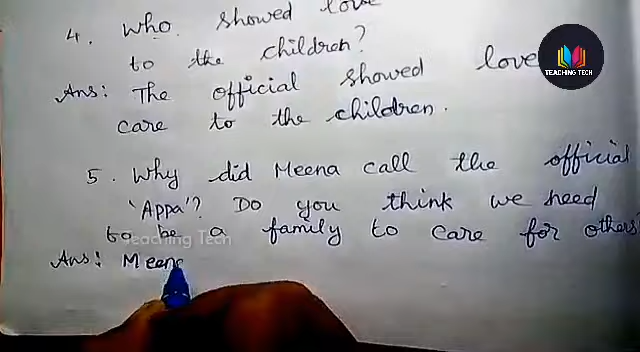 4. Who showed love
to the children?
TEACHING TECH
Ans: The official showed love
care to the children.
5. Why did Meena call the official
'Appa'? Do you think we need
to be a family to care for others
Teaching Tech
Ans: Meena